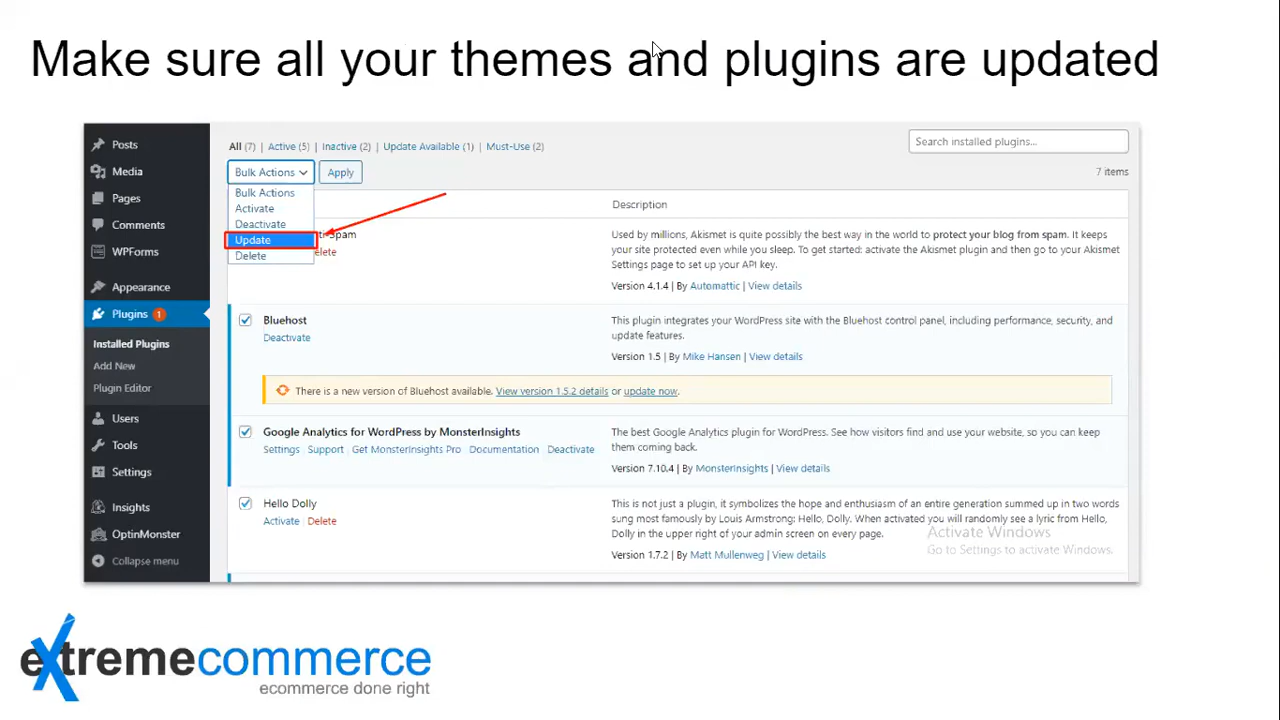 Make sure all your themes and plugins are updated
Posts
Media
Pages
Comments
WPForms
Appearance
Plugins 1
Installed Plugins
Add New
Plugin Editor
Users
Tools
Settings
Insights
OptinMonster
Collapse menu
All (7) | Active (5) | Inactive (2) | Update Available (1) | Must-Use (2)
Search installed plugins...
Bulk Actions Apply
7 items
Bulk Actions
Activate
Deactivate
Update
Delete
Description
Used by millions, Akismet is quite possibly the best way in the world to protect your blog from spam. It keeps
your site protected even while you sleep. To get started: activate the Akismet plugin and then go to your Akismet
Settings page to set up your API key.
Version 4.1.4 | By Automattic | View details
Bluehost
Deactivate
This plugin integrates your WordPress site with the Bluehost control panel, including performance, security, and
update features.
Version 1.5 | By Mike Hansen | View details
There is a new version of Bluehost available. View version 1.5.2 details or update now.
Google Analytics for WordPress by MonsterInsights
Settings | Support | Get MonsterInsights Pro | Documentation | Deactivate
The best Google Analytics plugin for WordPress. See how visitors find and use your website, so you can keep
them coming back.
Version 7.10.4 | By MonsterInsights | View details
Hello Dolly
Activate | Delete
This is not just a plugin, it symbolizes the hope and enthusiasm of an entire generation summed up in two words
sung most famously by Louis Armstrong: Hello, Dolly. When activated you will randomly see a lyric from Hello,
Dolly in the upper right of your admin screen on every page.
Version 1.7.2 | By Matt Mullenweg | View details
Activate Windows
Go to Settings to activate Windows.
extremecommerce
ecommerce done right